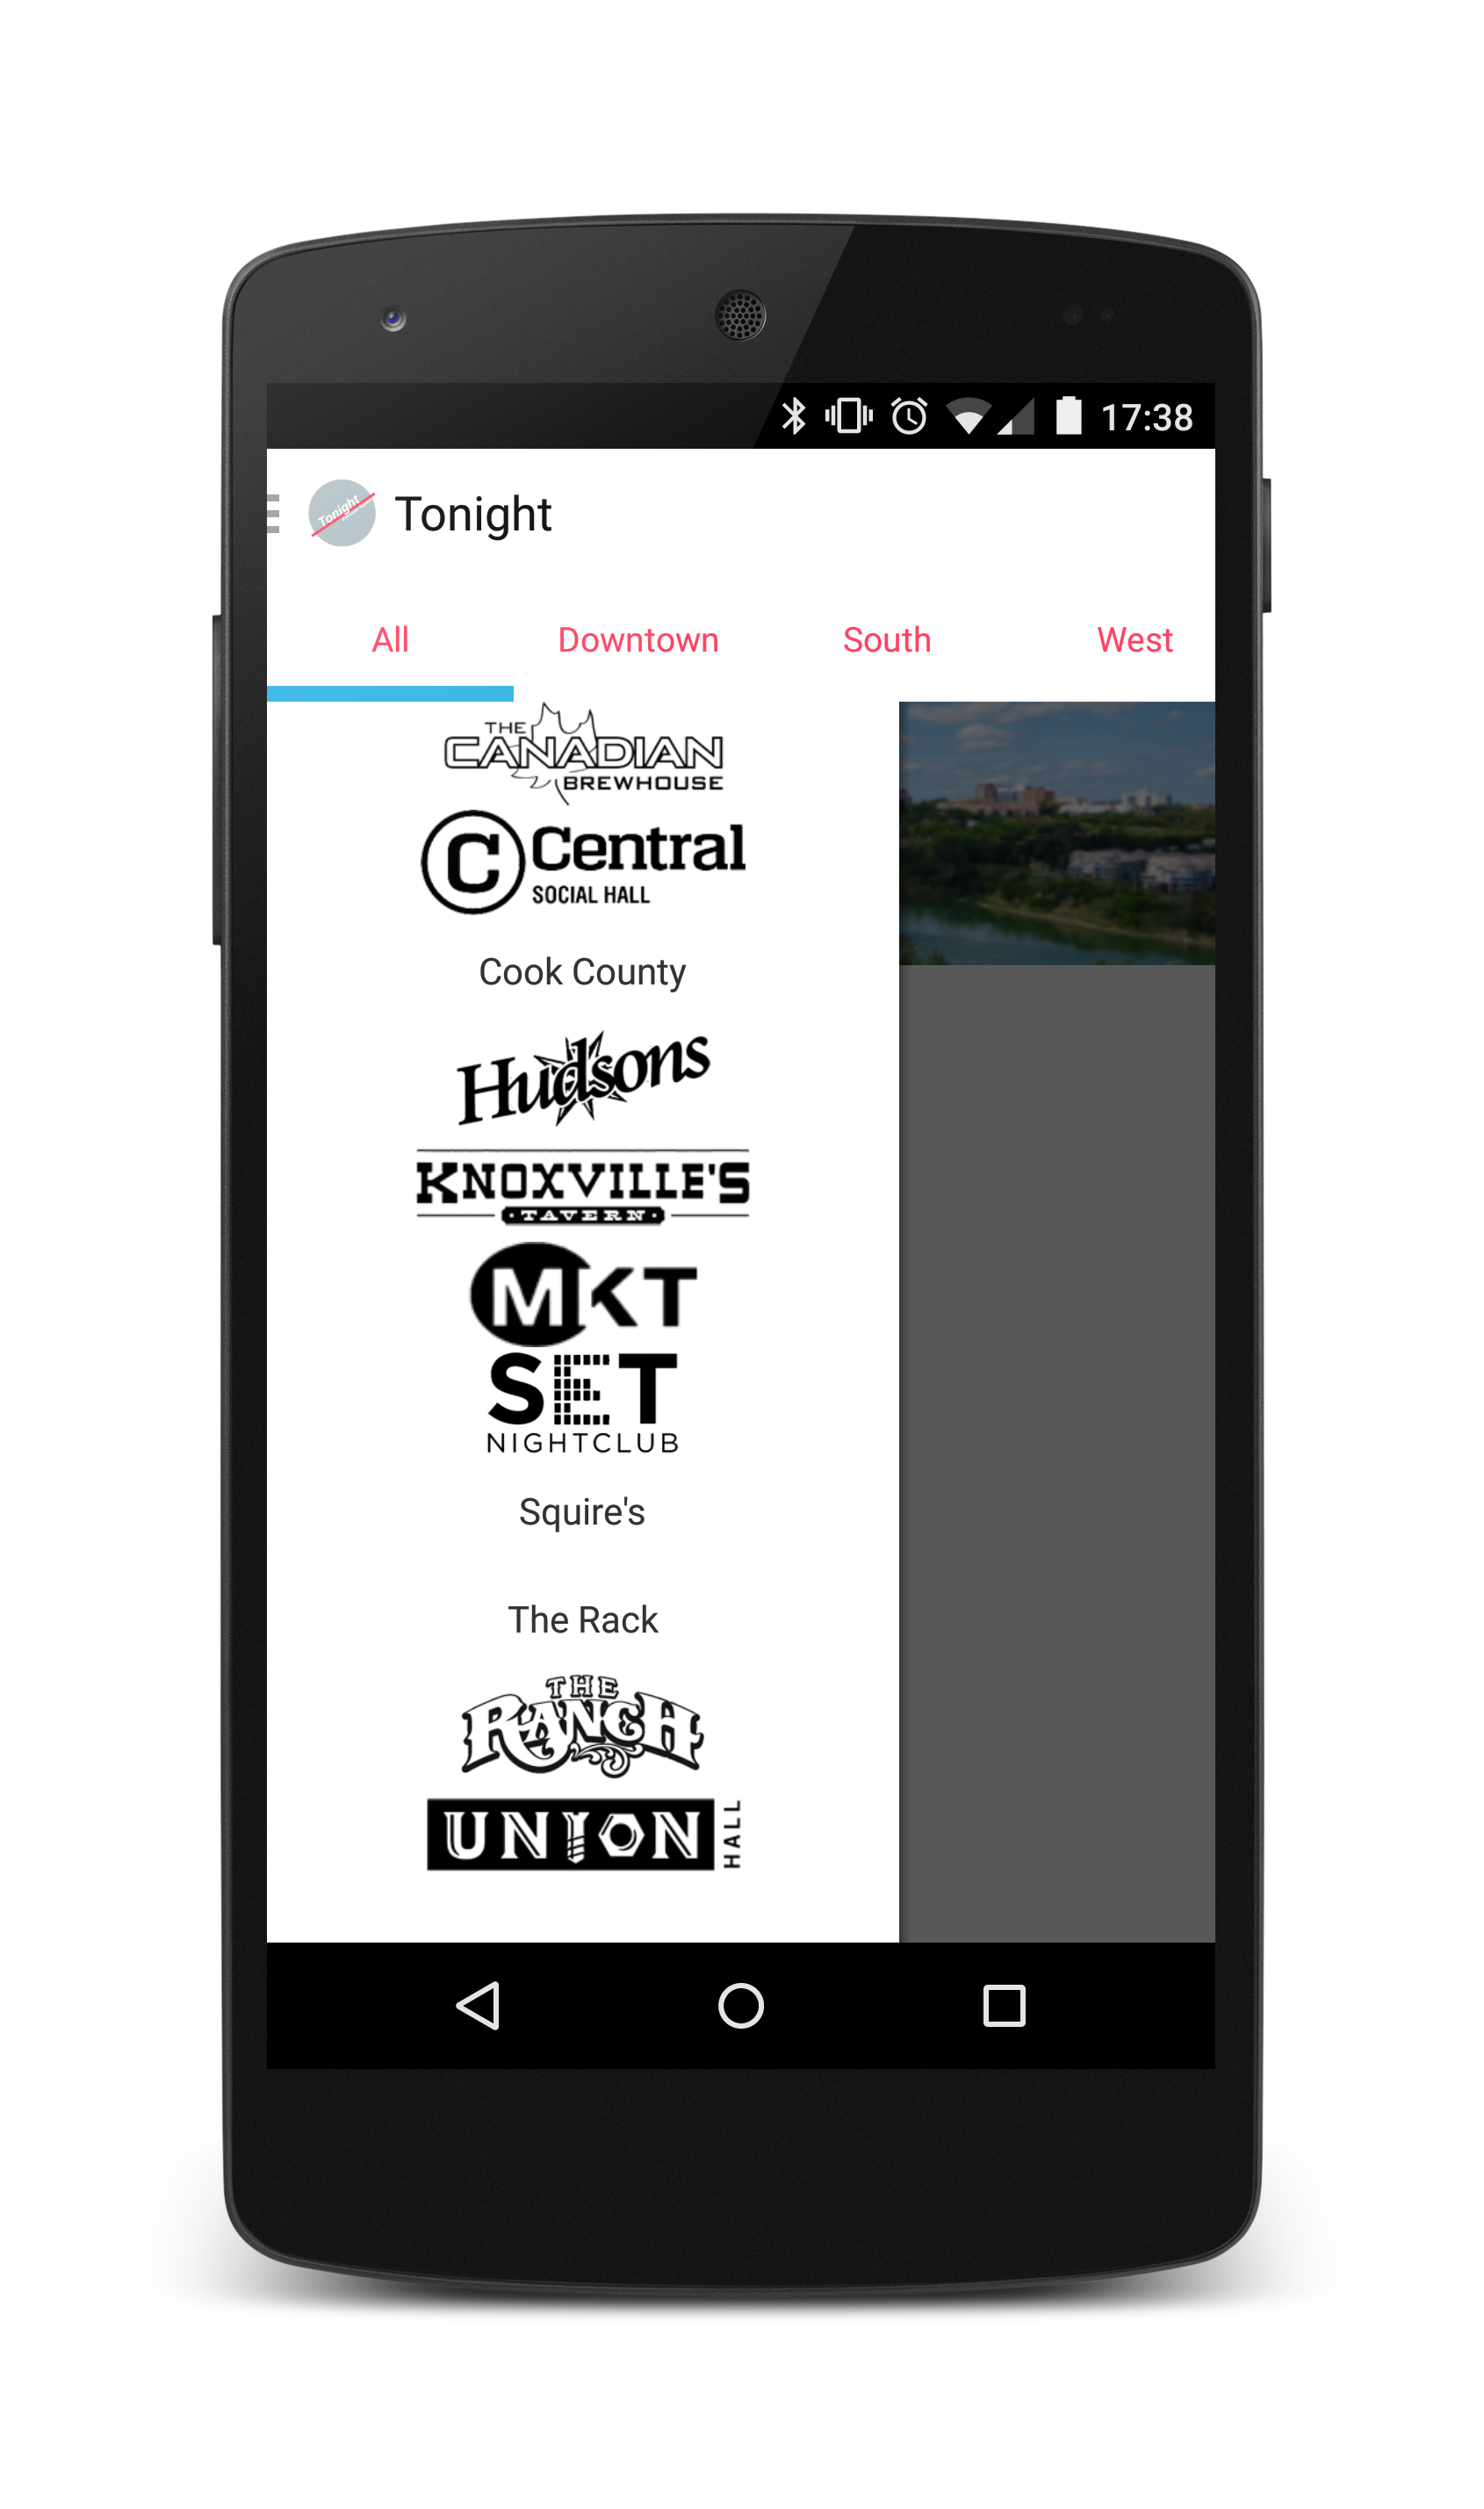 17:38
Tonight
Tonight
All
Downtown
South
West
THE
CANADIAN
BREWHOUSE
C Central
SOCIAL HALL
Cook County
Hudsons
KNOXVILLE'S
TAVERN
MKT
SET
NIGHTCLUB
Squire's
The Rack
THE
RANCH
UNION HALL